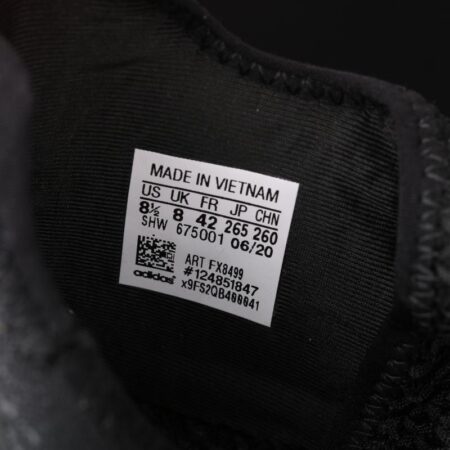 MADE IN VIETNAM
US UK FR JP CHN
8½ 8 42 265 260
SHW 675001 06/20
ART FX8499
#124851847
adidas x9FS2QB400041